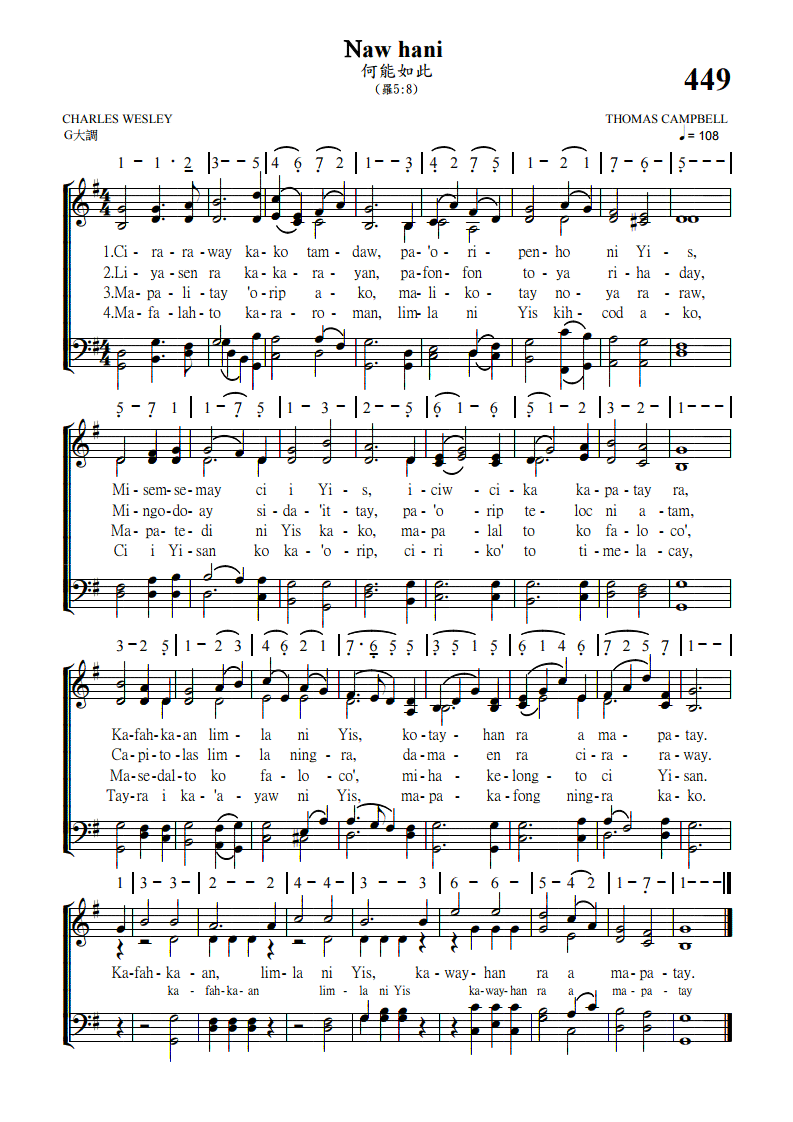 Naw hani
何能如此
(羅5:8)
449
CHARLES WESLEY
THOMAS CAMPBELL
G大調
♩= 108
1 - 1 · 2 | 3 - - 5 | 4 6 7 2 | 1 - - 3 | 4 2 7 5 | 1 - 2 1 | 7 - 6 - | 5 - - - |
1.Ci - ra - ra - way ka - ko tam - daw, pa - 'o - ri - pen - ho ni Yi - s,
2.Li - ya - sen ra ka - ka - ra - yan, pa - fon - fon to - ya ri - ha - day,
3.Ma - pa - li - tay 'o - rip a - ko, ma - li - ko - tay no - ya ra - raw,
4.Ma - fa - lah - to ka - ra - ro - man, lim - la ni Yis kih - cod a - ko,
5 - 7 1 | 1 - 7 5 | 1 - 3 - | 2 - - 5 | 6 1 - 6 | 5 1 - 2 | 3 - 2 - | 1 - - - |
Mi - sem - se - may ci i Yi - s, i - ciw - ci - ka ka - pa - tay ra,
Mi - ngo - do - ay si - da - 'it - tay, pa - 'o - rip te - loc ni a - tam,
Ma - pa - te - di ni Yis ka - ko, ma - pa - lal to ko fa - lo - co',
Ci i Yi - san ko ka - 'o - rip, ci - ri - ko' to ti - me - la - cay,
3 - 2 5 | 1 - 2 3 | 4 6 2 1 | 7 · 6 5 5 | 3 5 1 5 | 6 1 4 6 | 7 2 5 7 | 1 - - |
Ka - fah - ka - an lim - la ni Yis, ko - tay - han ra a ma - pa - tay.
Ca - pi - to - las lim - la ning - ra, da - ma - en ra ci - ra - ra - way.
Ma - se - dal - to ko fa - lo - co', mi - ha - ke - long - to ci Yi - san.
Tay - ra i ka - 'a - yaw ni Yis, ma - pa - ka - fong ning - ra ka - ko.
1 | 3 - 3 - | 2 - - 2 | 4 - 4 - | 3 - - 3 | 6 - 6 - | 5 - 4 2 | 1 - 7 - | 1 - - ‖
Ka - fah - ka - an, lim - la ni Yis, ka - way - han ra a ma - pa - tay.
ka - fah - ka - an lim - la ni Yis ka - way - han ra a ma - pa - tay